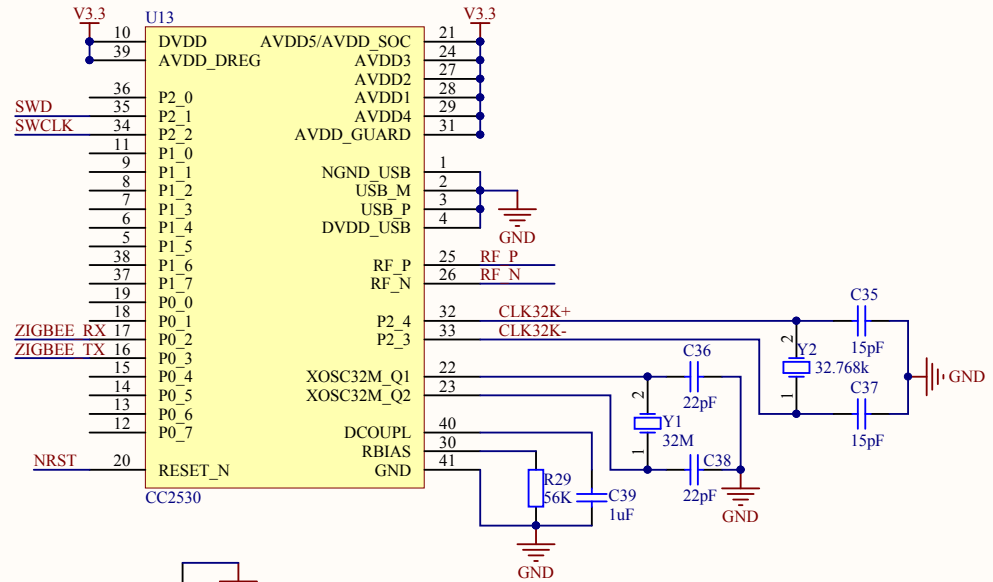 V3.3
U13
V3.3
10 DVDD AVDD5/AVDD_SOC 21
39 AVDD_DREG AVDD3 24
AVDD2 27
36 P2_0 AVDD1 28
SWD 35 P2_1 AVDD4 29
SWCLK 34 P2_2 AVDD_GUARD 31
11 P1_0
9 P1_1 NGND_USB 1
8 P1_2 USB_M 2
7 P1_3 USB_P 3
6 P1_4 DVDD_USB 4
GND
5 P1_5
38 P1_6 RF_P 25 RF_P
37 P1_7 RF_N 26 RF_N
19 P0_0
18 P0_1 P2_4 32 CLK32K+
ZIGBEE_RX 17 P0_2 P2_3 33 CLK32K-
ZIGBEE_TX 16 P0_3
15 P0_4 XOSC32M_Q1 22
14 P0_5 XOSC32M_Q2 23
13 P0_6
12 P0_7 DCOUPL 40
RBIAS 30
NRST 20 RESET_N GND 41
CC2530
C35
15pF
2
Y2
32.768k
1
C37
15pF
GND
C36
22pF
2
Y1
32M
1
C38
22pF
GND
R29
56K
C39
1uF
GND